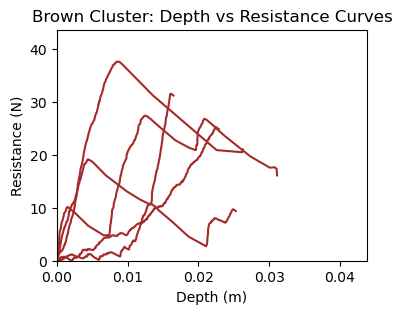 Brown Cluster: Depth vs Resistance Curves
40
30
20
10
0
Resistance (N)
0.00 0.01 0.02 0.03 0.04
Depth (m)